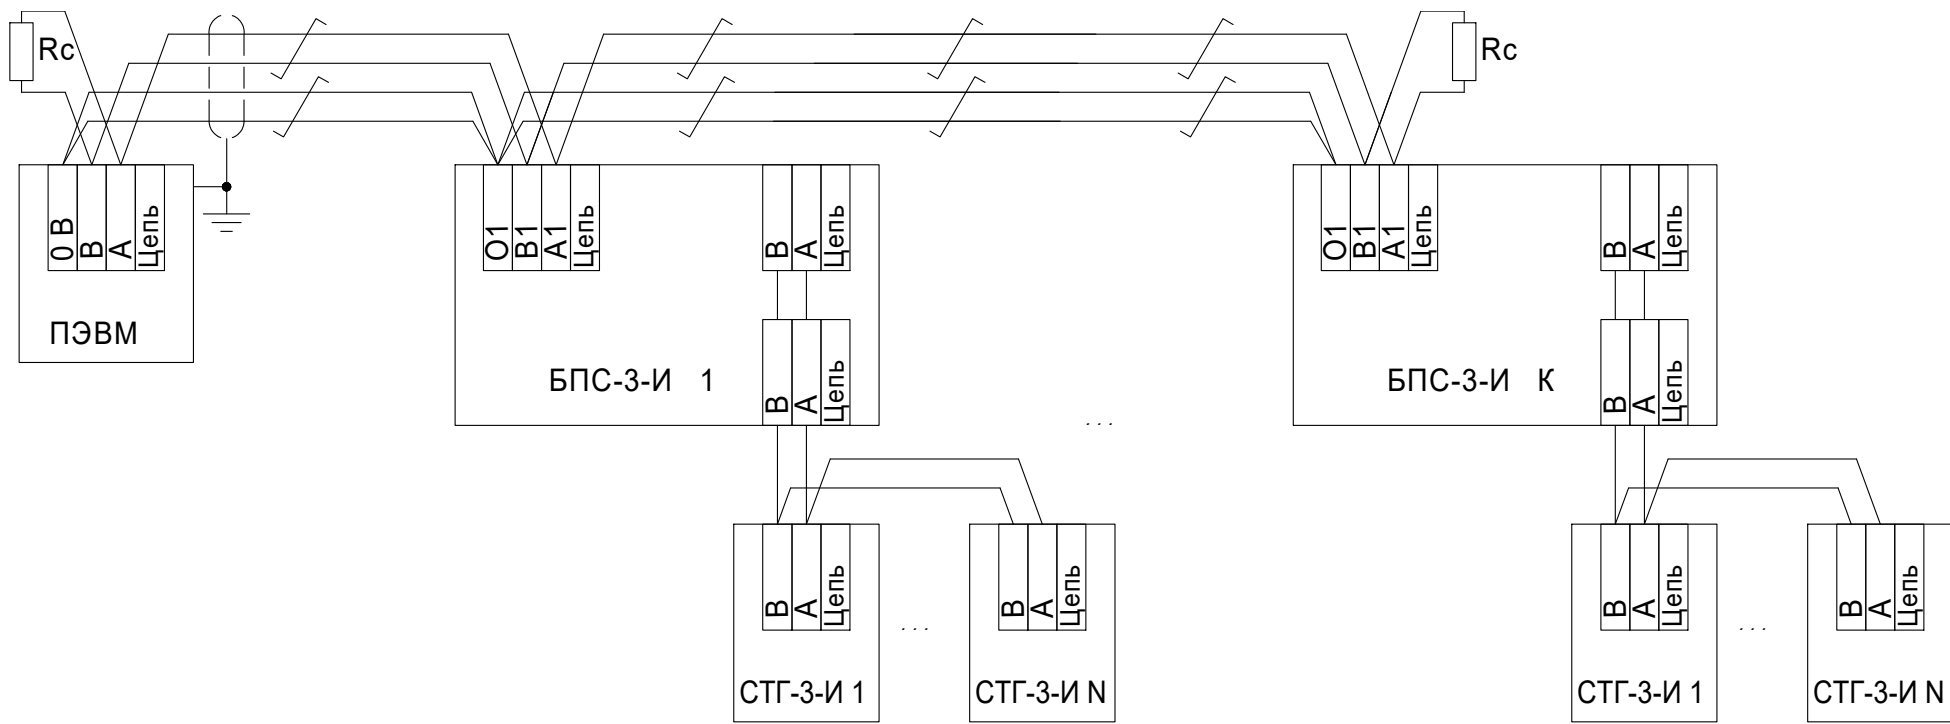 Rc
Rc
0 В
В
А
Цепь
О1
В1
А1
Цепь
В
А
Цепь
О1
В1
А1
Цепь
В
А
Цепь
ПЭВМ
БПС-3-И 1
В
А
Цепь
...
БПС-3-И К
В
А
Цепь
В
А
Цепь
...
В
А
Цепь
В
А
Цепь
...
В
А
Цепь
СТГ-3-И 1
СТГ-3-И N
СТГ-3-И 1
СТГ-3-И N